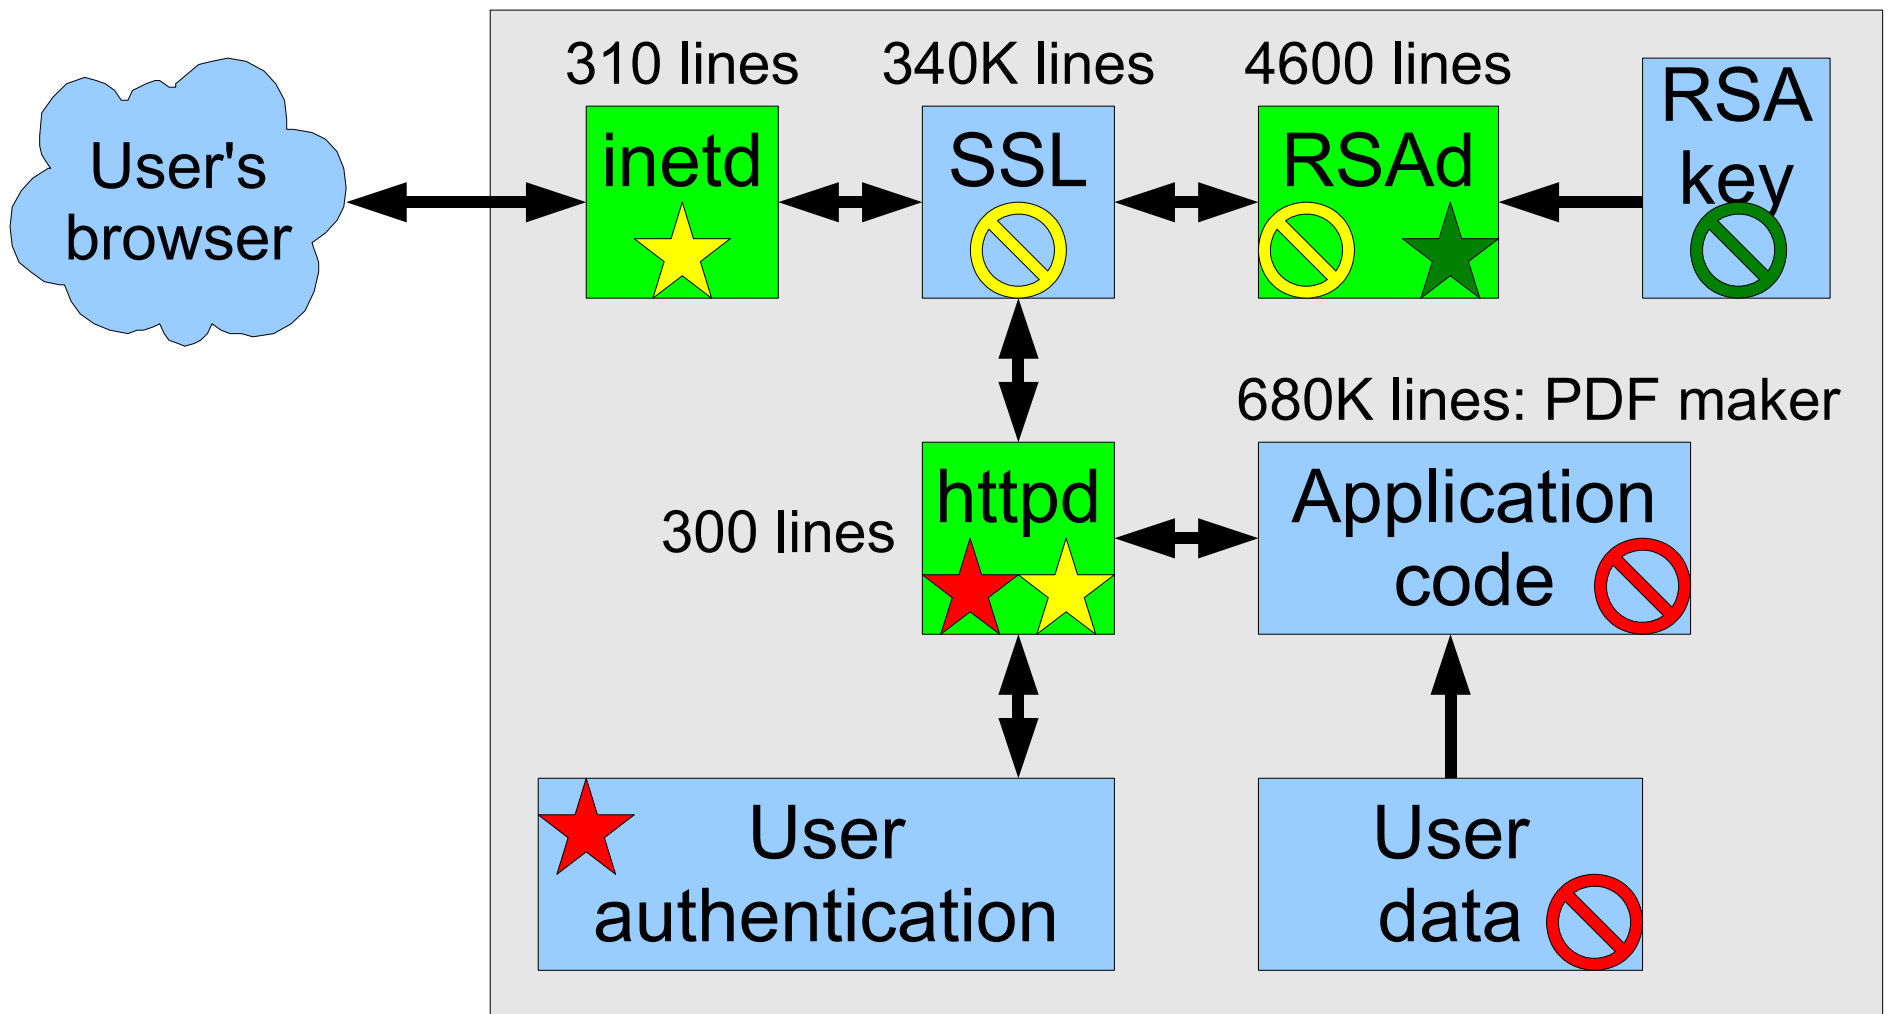 310 lines
340K lines
4600 lines
User's
browser
inetd
SSL
RSAd
RSA
key
680K lines: PDF maker
300 lines
httpd
Application
code
User
authentication
User
data